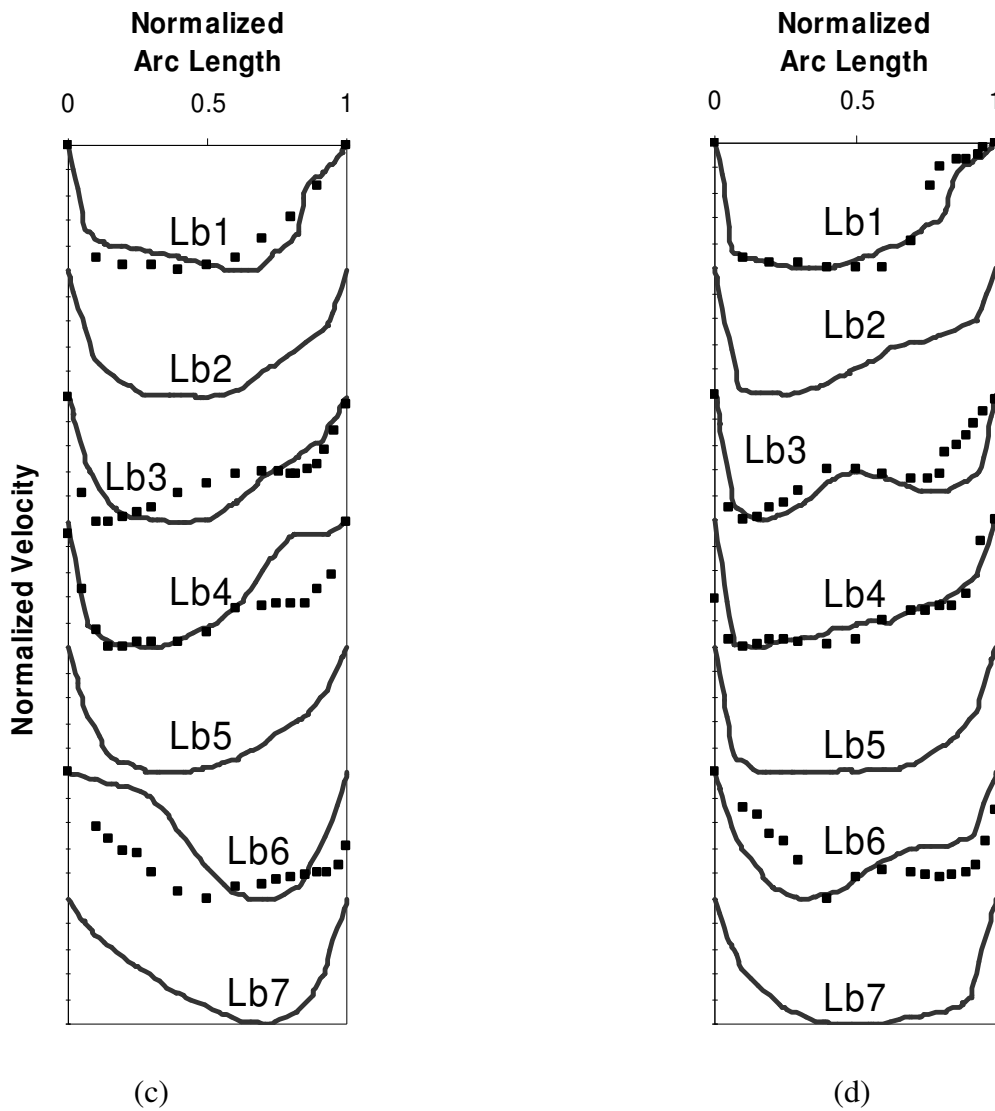 Normalized
Arc Length
0 0.5 1
Normalized Velocity
Lb1
Lb2
Lb3
Lb4
Lb5
Lb6
Lb7
(c)
Normalized
Arc Length
0 0.5 1
Lb1
Lb2
Lb3
Lb4
Lb5
Lb6
Lb7
(d)